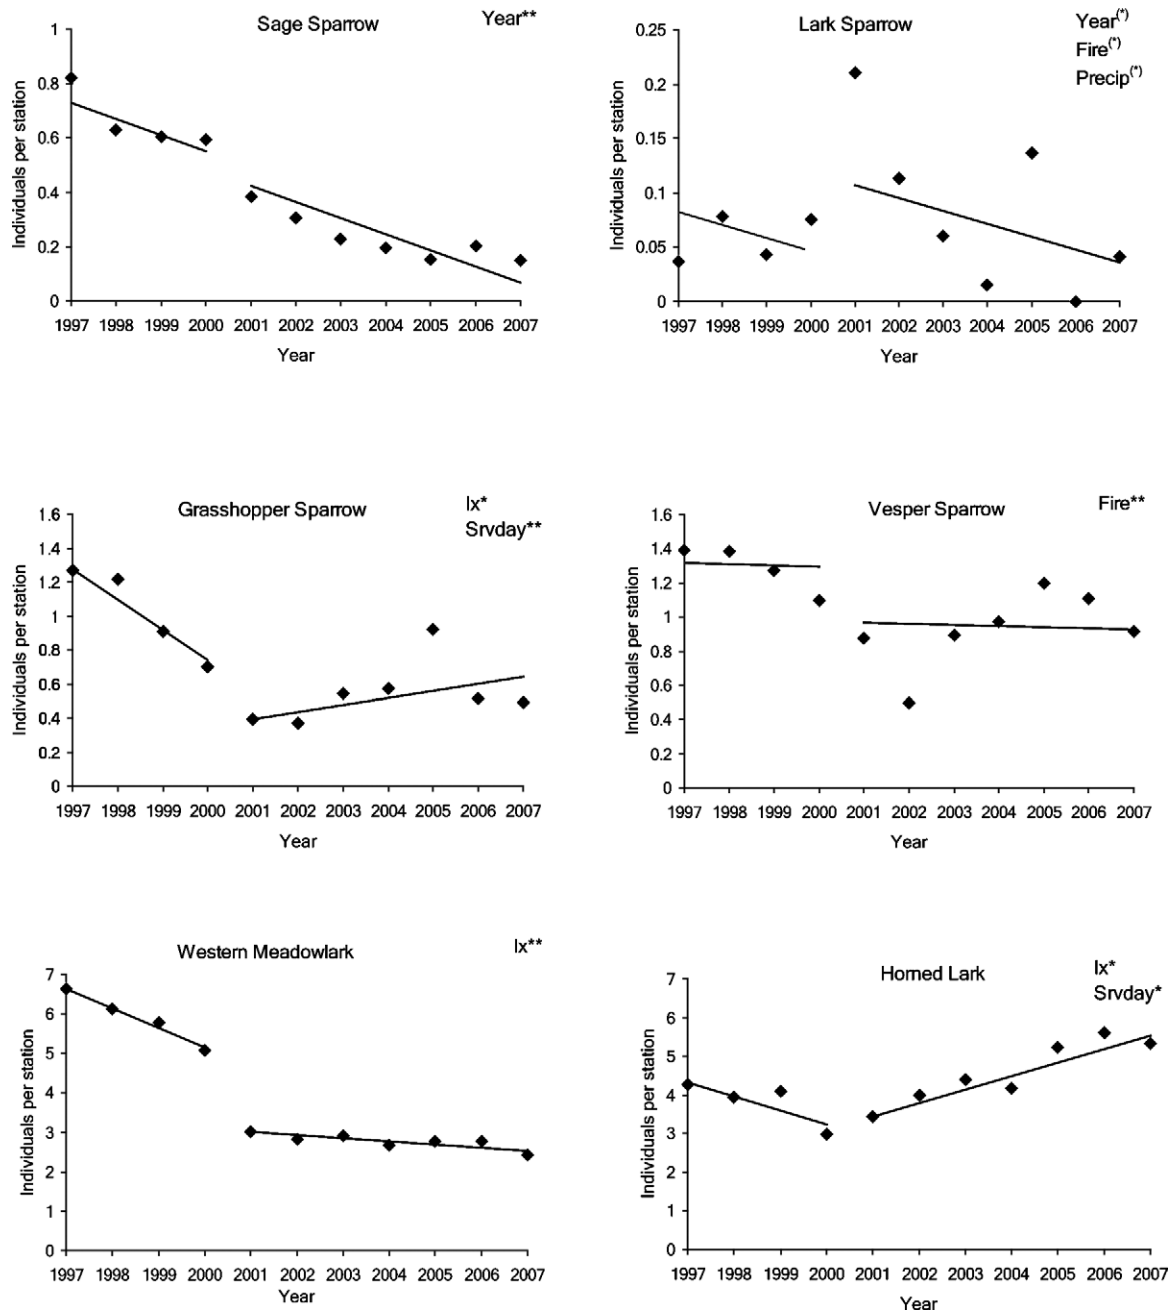 Sage Sparrow
Year**
Individuals per station
1
0.8
0.6
0.4
0.2
0
1997 1998 1999 2000 2001 2002 2003 2004 2005 2006 2007
Year
Lark Sparrow
Year(*)
Fire(*)
Precip(*)
Individuals per station
0.25
0.2
0.15
0.1
0.05
0
1997 1998 1999 2000 2001 2002 2003 2004 2005 2006 2007
Year
Grasshopper Sparrow
Ix*
Srvday**
Individuals per station
1.6
1.4
1.2
1
0.8
0.6
0.4
0.2
0
1997 1998 1999 2000 2001 2002 2003 2004 2005 2006 2007
Year
Vesper Sparrow
Fire**
Individuals per station
1.6
1.4
1.2
1
0.8
0.6
0.4
0.2
0
1997 1998 1999 2000 2001 2002 2003 2004 2005 2006 2007
Year
Western Meadowlark
Ix**
Individuals per station
7
6
5
4
3
2
1
0
1997 1998 1999 2000 2001 2002 2003 2004 2005 2006 2007
Year
Horned Lark
Ix*
Srvday*
Individuals per station
7
6
5
4
3
2
1
0
1997 1998 1999 2000 2001 2002 2003 2004 2005 2006 2007
Year